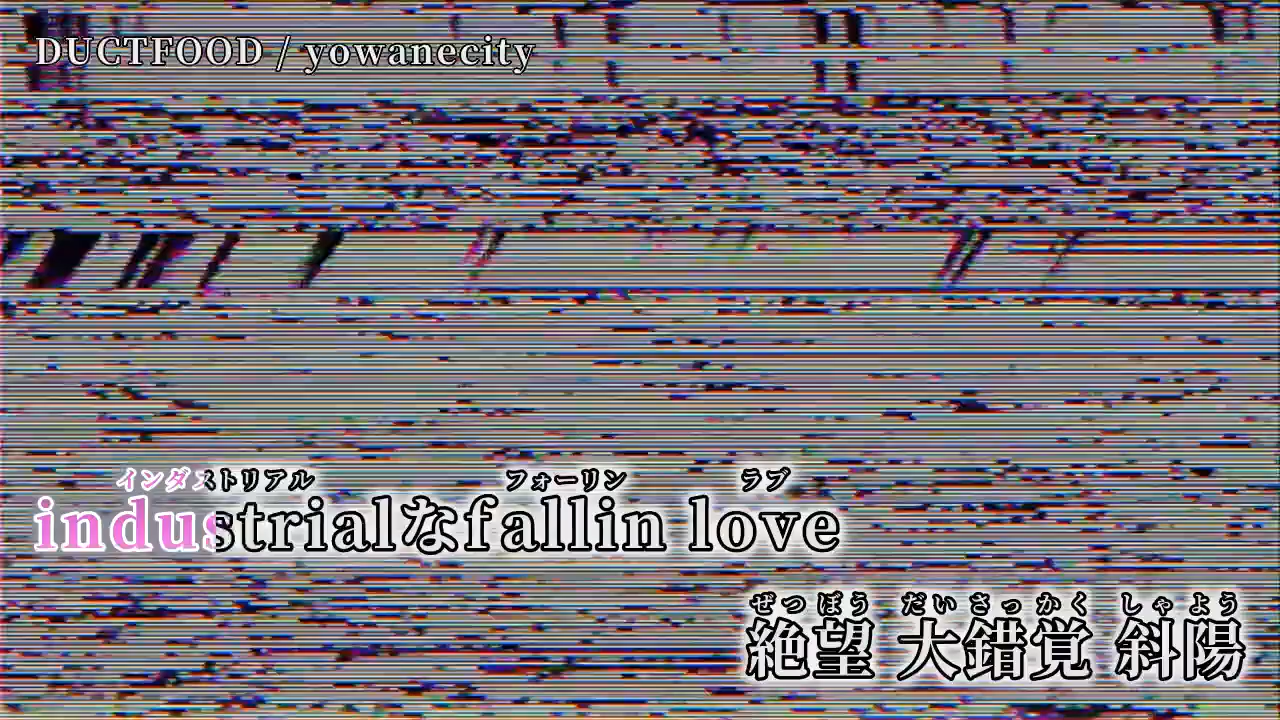 DUCTFOOD / yowanecity
インダストリアル フォーリン ラブ
industrialなfallin love
ぜつぼう だいさっかく しゃよう
絶望 大錯覚 斜陽